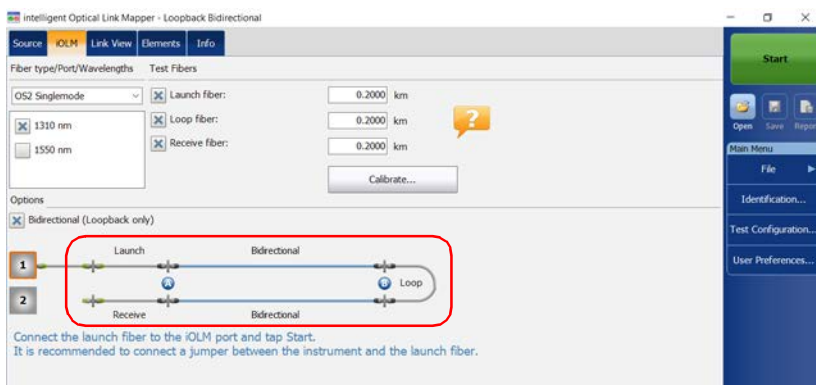 intelligent Optical Link Mapper - Loopback Bidirectional
Source iOLM Link View Elements Info
Start
Fiber type/Port/Wavelengths Test Fibers
OS2 Singlemode
Launch fiber: 0.2000 km
1310 nm
Loop fiber: 0.2000 km
1550 nm
Receive fiber: 0.2000 km
?
Open Save Repor
Calibrate...
Main Menu
File
Identification...
Test Configuration...
User Preferences...
Options
Bidirectional (Loopback only)
Launch Bidirectional
1
A B Loop
2
Receive Bidirectional
Connect the launch fiber to the iOLM port and tap Start.
It is recommended to connect a jumper between the instrument and the launch fiber.